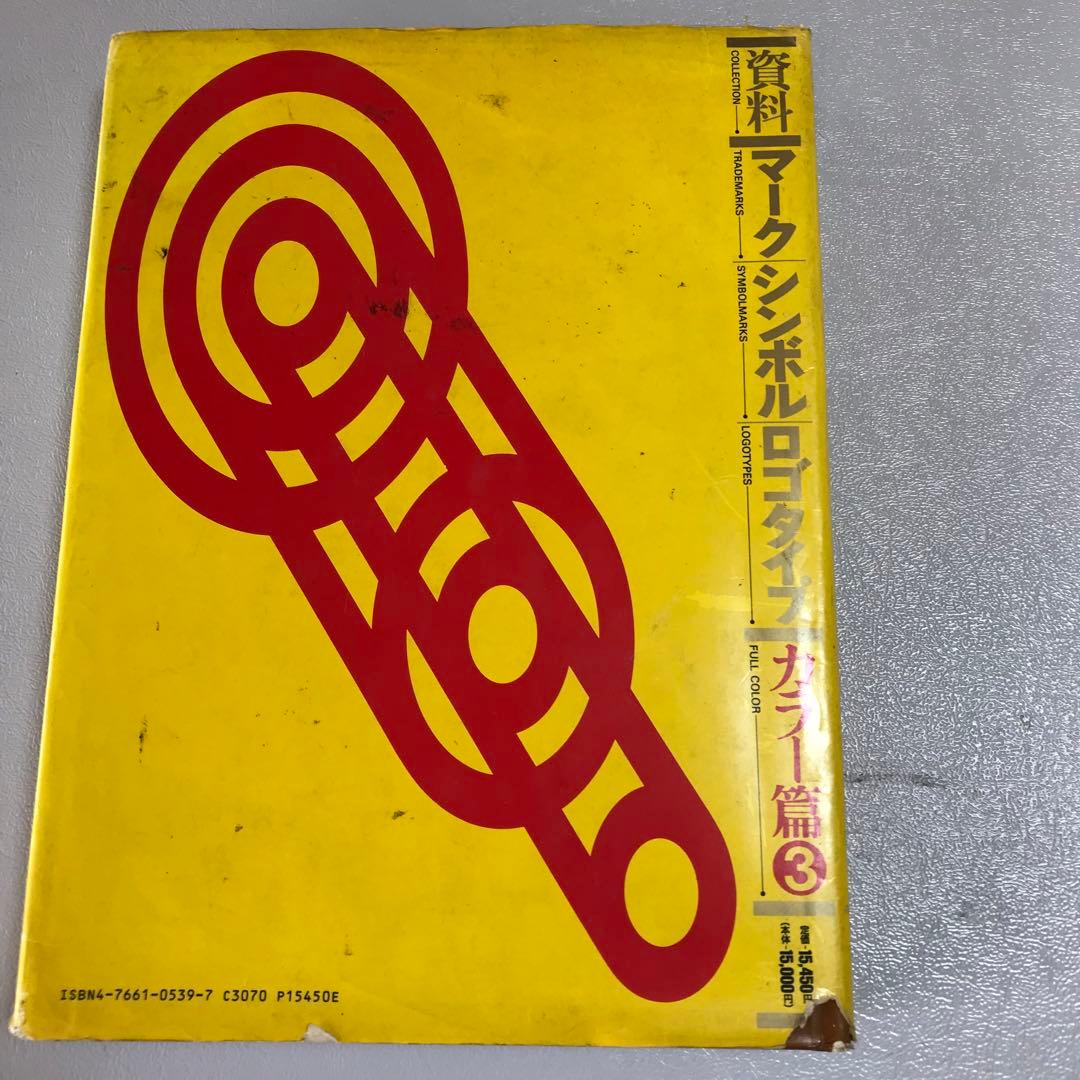 資料
COLLECTION
マーク
TRADEMARKS
シンボル
SYMBOLMARKS
ロゴタイプ
LOGOTYPES
カラー篇③
FULL COLOR
定価・15,450円
(本体・15,000円)
ISBN4-7661-0539-7 C3070 P15450E